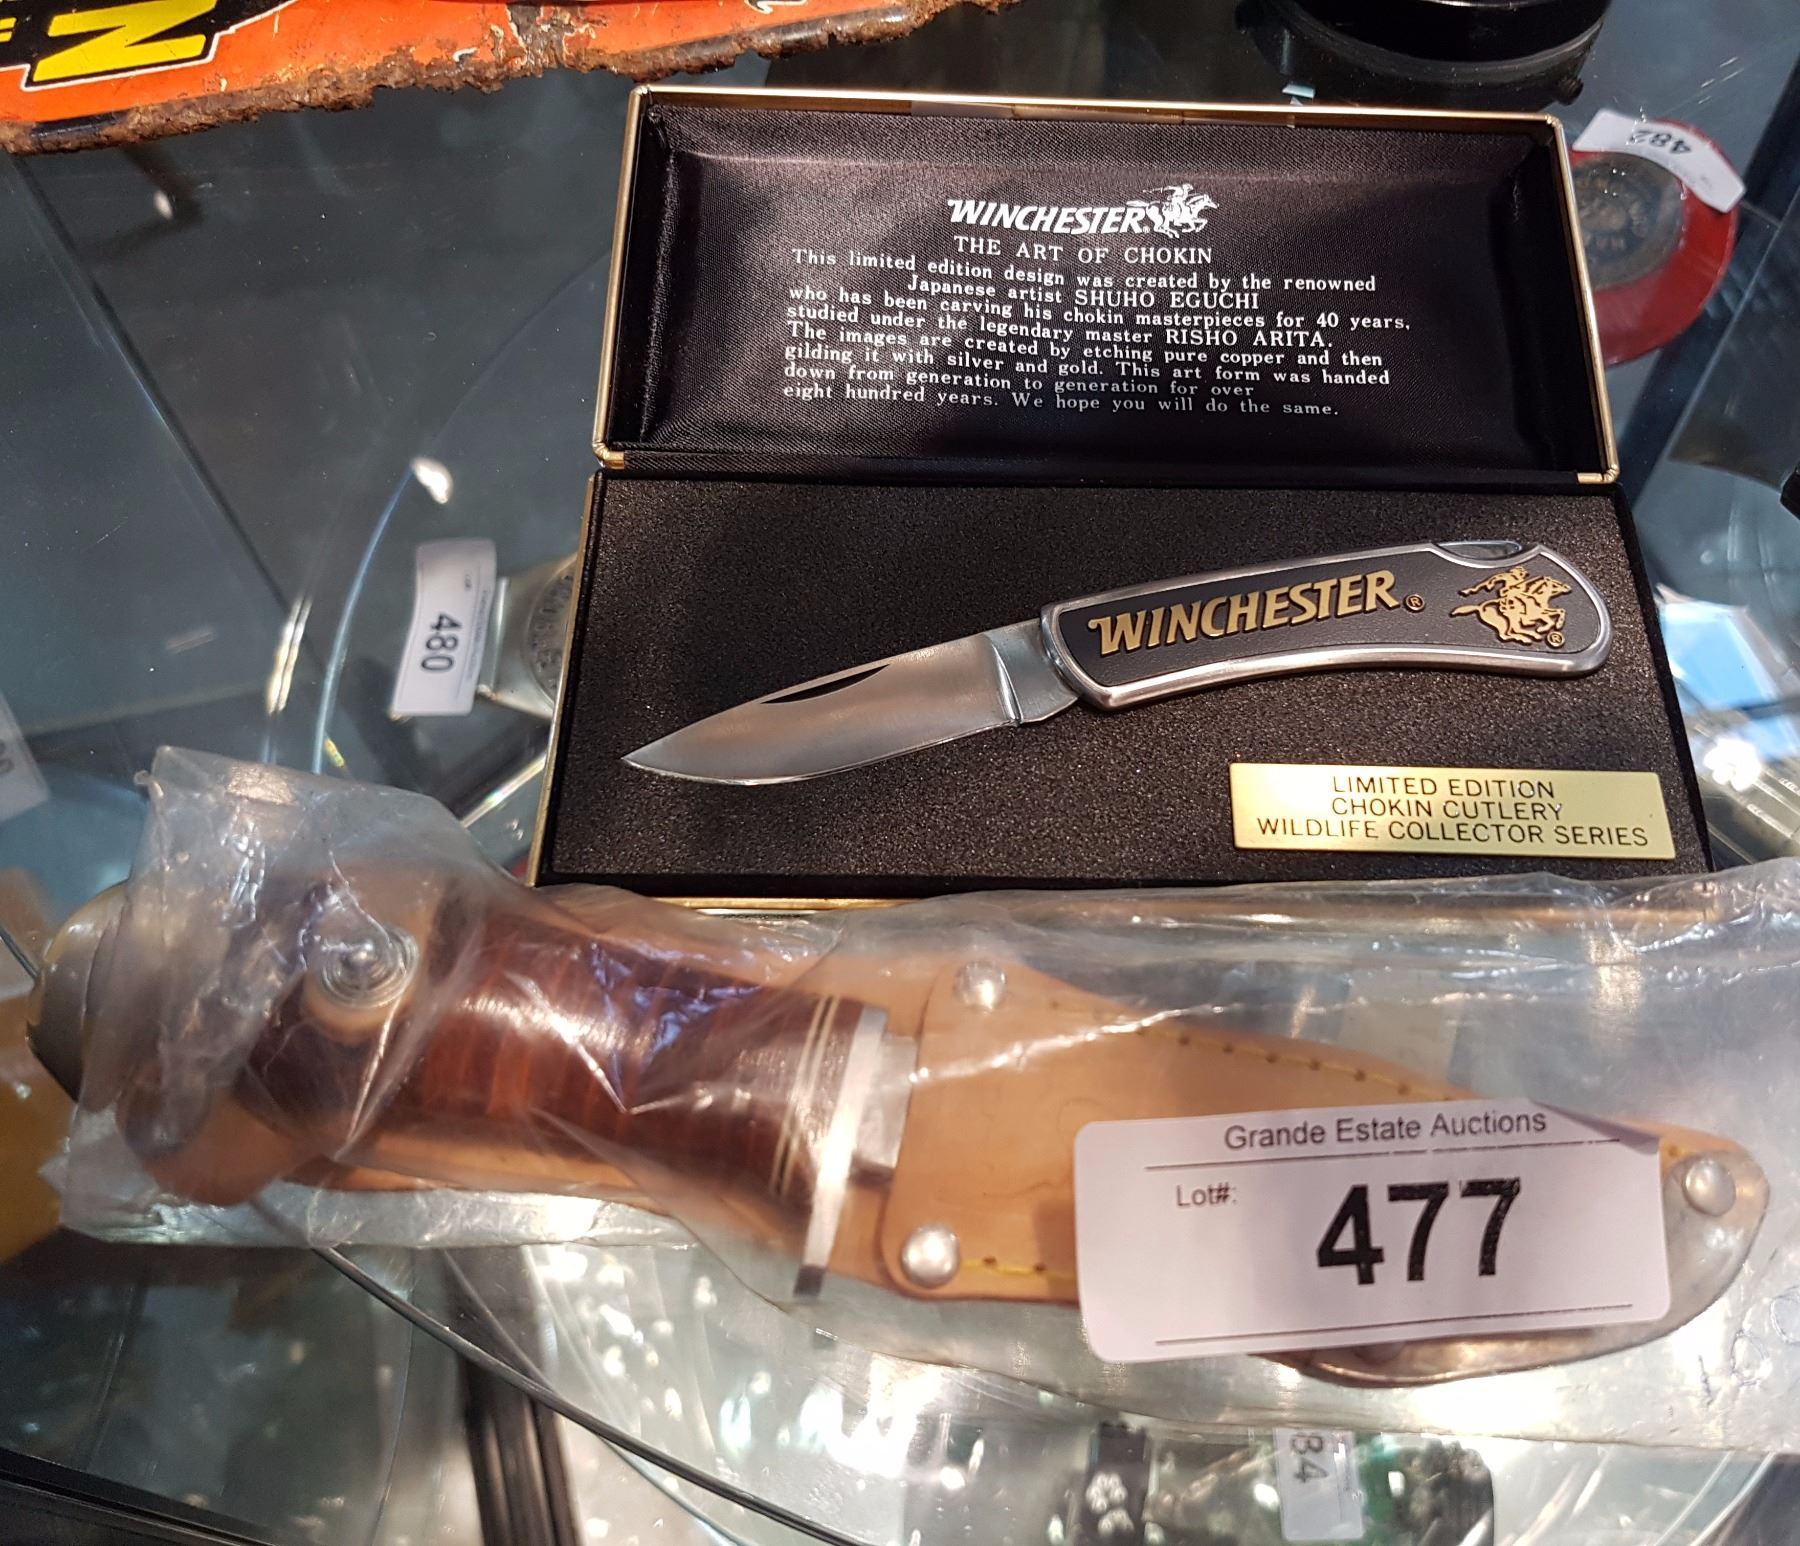 WINCHESTER®
THE ART OF CHOKIN
This limited edition design was created by the renowned
Japanese artist SHUHO EGUCHI
who has been carving his chokin masterpieces for 40 years,
studied under the legendary master RISHO ARITA.
The images are created by etching pure copper and then
gilding it with silver and gold. This art form was handed
down from generation to generation for over
eight hundred years. We hope you will do the same.
482
480
WINCHESTER®
®
LIMITED EDITION
CHOKIN CUTLERY
WILDLIFE COLLECTOR SERIES
Grande Estate Auctions
Lot#:
477